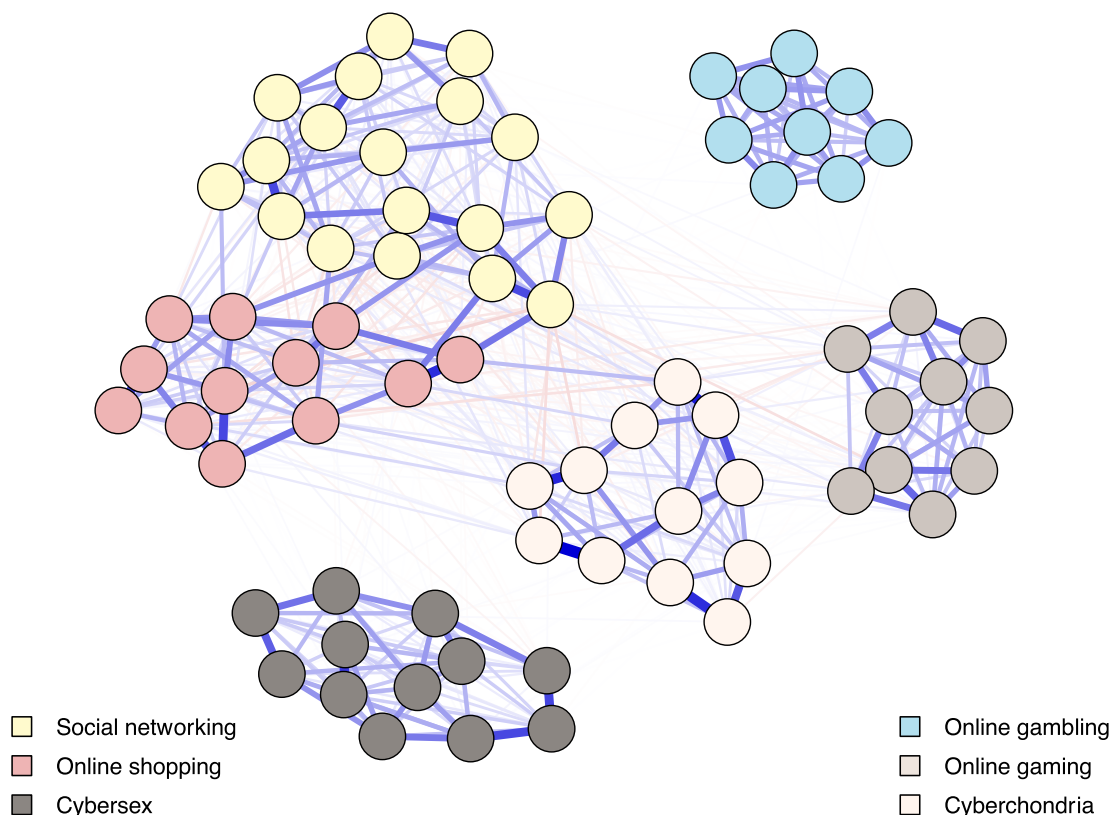 Social networking
Online shopping
Cybersex
Online gambling
Online gaming
Cyberchondria